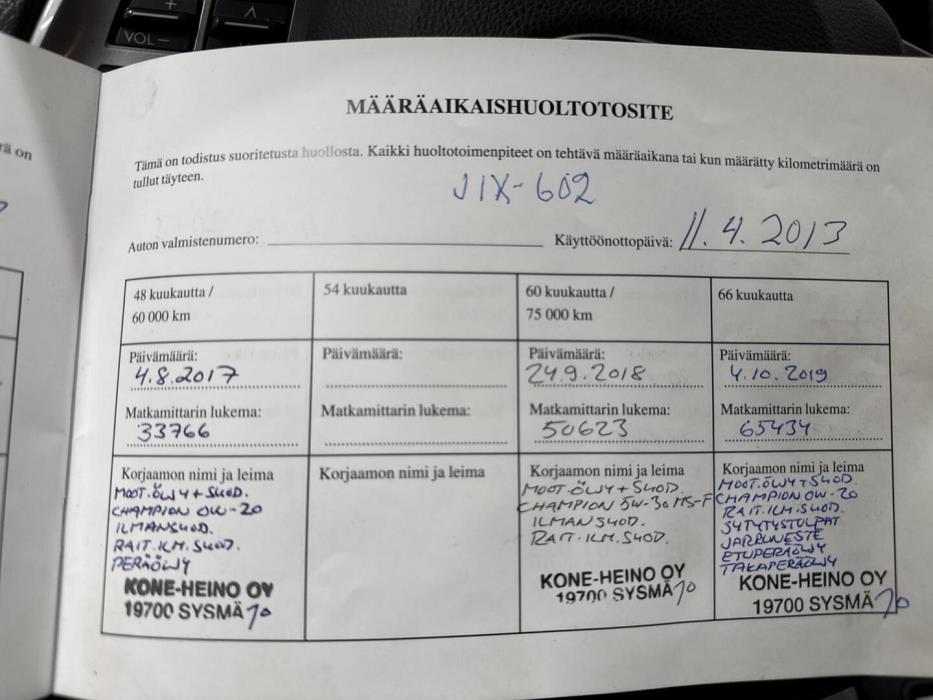 VOL−
+
rä on
MÄÄRÄAIKAISHUOLTOTOSITE
Tämä on todistus suoritetusta huollosta. Kaikki huoltotoimenpiteet on tehtävä määräaikana tai kun määrätty kilometrimäärä on
tullut täyteen.
JIX-602
Auton valmistenumero:
Käyttöönottopäivä: 11.4.2013
48 kuukautta /
60 000 km
Päivämäärä:
4.8.2017
Matkamittarin lukema:
33766
Korjaamon nimi ja leima
MOOT.ÖLJY+SUOD.
CHAMPION 0W-20
ILMANSUOD.
RAIT.ILM.SUOD.
PERÄÖLJY
KONE-HEINO OY
19700 SYSMÄ
54 kuukautta
Päivämäärä:
Matkamittarin lukema:
Korjaamon nimi ja leima
60 kuukautta /
75 000 km
Päivämäärä:
24.9.2018
Matkamittarin lukema:
50623
Korjaamon nimi ja leima
MOOT.ÖLJY+SUOD.
CHAMPION 5W-30 MS-F
ILMANSUOD.
RAIT.ILM.SUOD.
KONE-HEINO OY
19700 SYSMÄ
66 kuukautta
Päivämäärä:
4.10.2019
Matkamittarin lukema:
65434
Korjaamon nimi ja leima
MOOT.ÖLJY+SUOD.
CHAMPION 0W-20
RAIT.ILM.SUOD.
SYTYTYSTULPAT
JARRUNESTE
ETUPERÄÖLJY
TAKAPERÄÖLJY
KONE-HEINO OY
19700 SYSMÄ